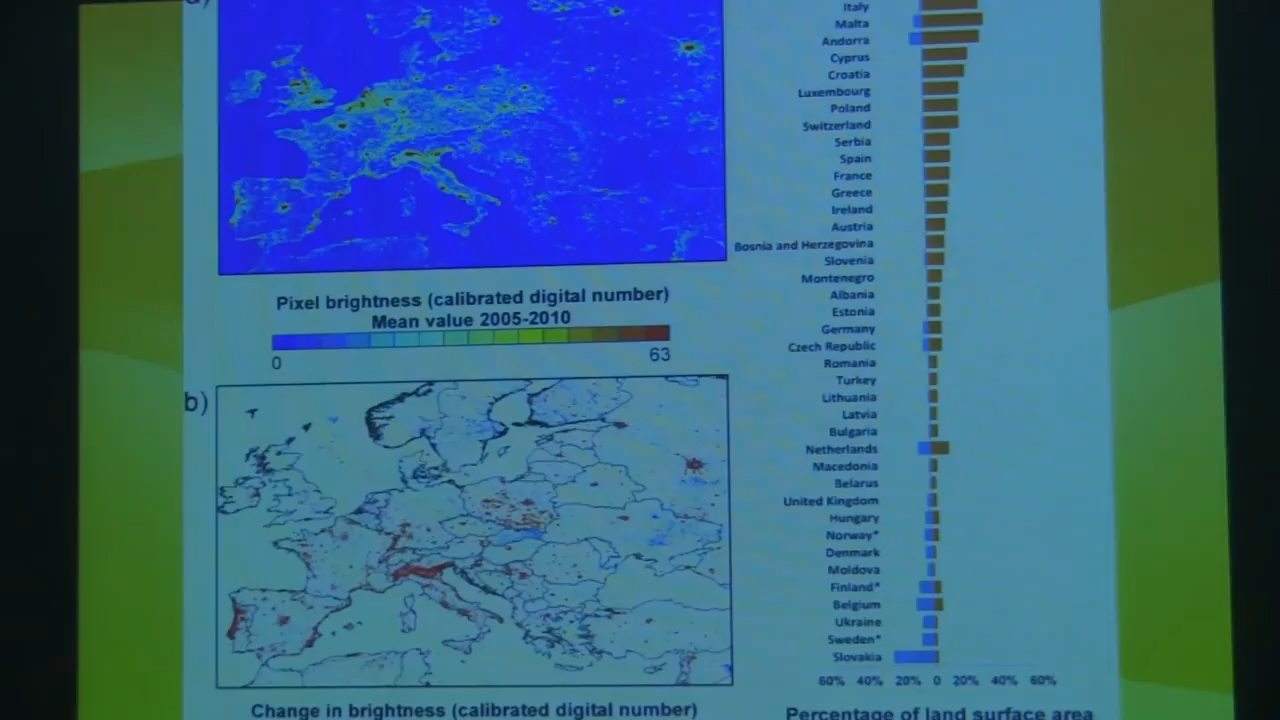 a)
Pixel brightness (calibrated digital number)
Mean value 2005-2010
0
63
b)
Change in brightness (calibrated digital number)
Italy
Malta
Andorra
Cyprus
Croatia
Luxembourg
Poland
Switzerland
Serbia
Spain
France
Greece
Ireland
Austria
Bosnia and Herzegovina
Slovenia
Montenegro
Albania
Estonia
Germany
Czech Republic
Romania
Turkey
Lithuania
Latvia
Bulgaria
Netherlands
Macedonia
Belarus
United Kingdom
Hungary
Norway*
Denmark
Moldova
Finland*
Belgium
Ukraine
Sweden*
Slovakia
60% 40% 20% 0 20% 40% 60%
Percentage of land surface area